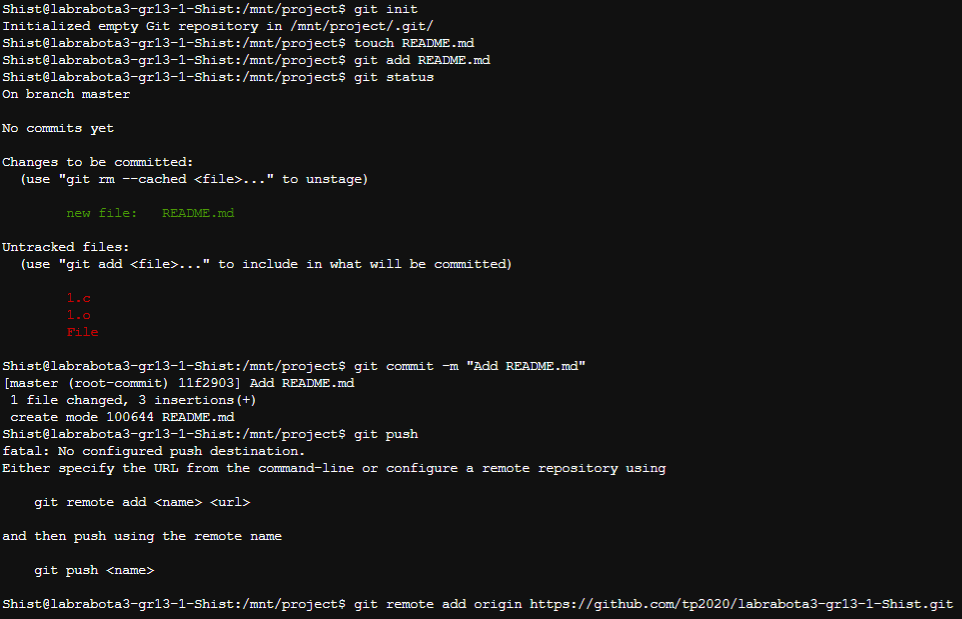 Shist@labrabota3-gr13-1-Shist:/mnt/project$ git init
Initialized empty Git repository in /mnt/project/.git/
Shist@labrabota3-gr13-1-Shist:/mnt/project$ touch README.md
Shist@labrabota3-gr13-1-Shist:/mnt/project$ git add README.md
Shist@labrabota3-gr13-1-Shist:/mnt/project$ git status
On branch master
No commits yet
Changes to be committed:
  (use "git rm --cached <file>..." to unstage)
        new file:   README.md
Untracked files:
  (use "git add <file>..." to include in what will be committed)
        1.c
        1.o
        File
Shist@labrabota3-gr13-1-Shist:/mnt/project$ git commit -m "Add README.md"
[master (root-commit) 11f2903] Add README.md
 1 file changed, 3 insertions(+)
 create mode 100644 README.md
Shist@labrabota3-gr13-1-Shist:/mnt/project$ git push
fatal: No configured push destination.
Either specify the URL from the command-line or configure a remote repository using
    git remote add <name> <url>
and then push using the remote name
    git push <name>
Shist@labrabota3-gr13-1-Shist:/mnt/project$ git remote add origin https://github.com/tp2020/labrabota3-gr13-1-Shist.git